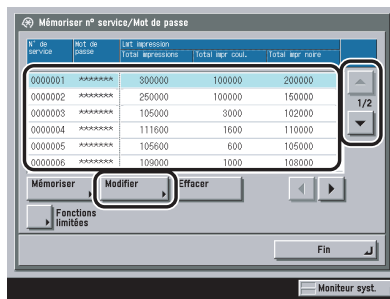 Mémoriser nº service/Mot de passe
N° de service Mot de passe Lmt impression
Total impressions Total impr coul. Total impr noire
0000001 ******* 300000 100000 200000
0000002 ******* 250000 100000 150000
0000003 ******* 105000 3000 102000
0000004 ******* 111600 1600 110000
0000005 ******* 105600 600 105000
0000006 ******* 109000 1000 108000
1/2
Mémoriser Modifier Effacer
Fonctions limitées
Fin
Moniteur syst.